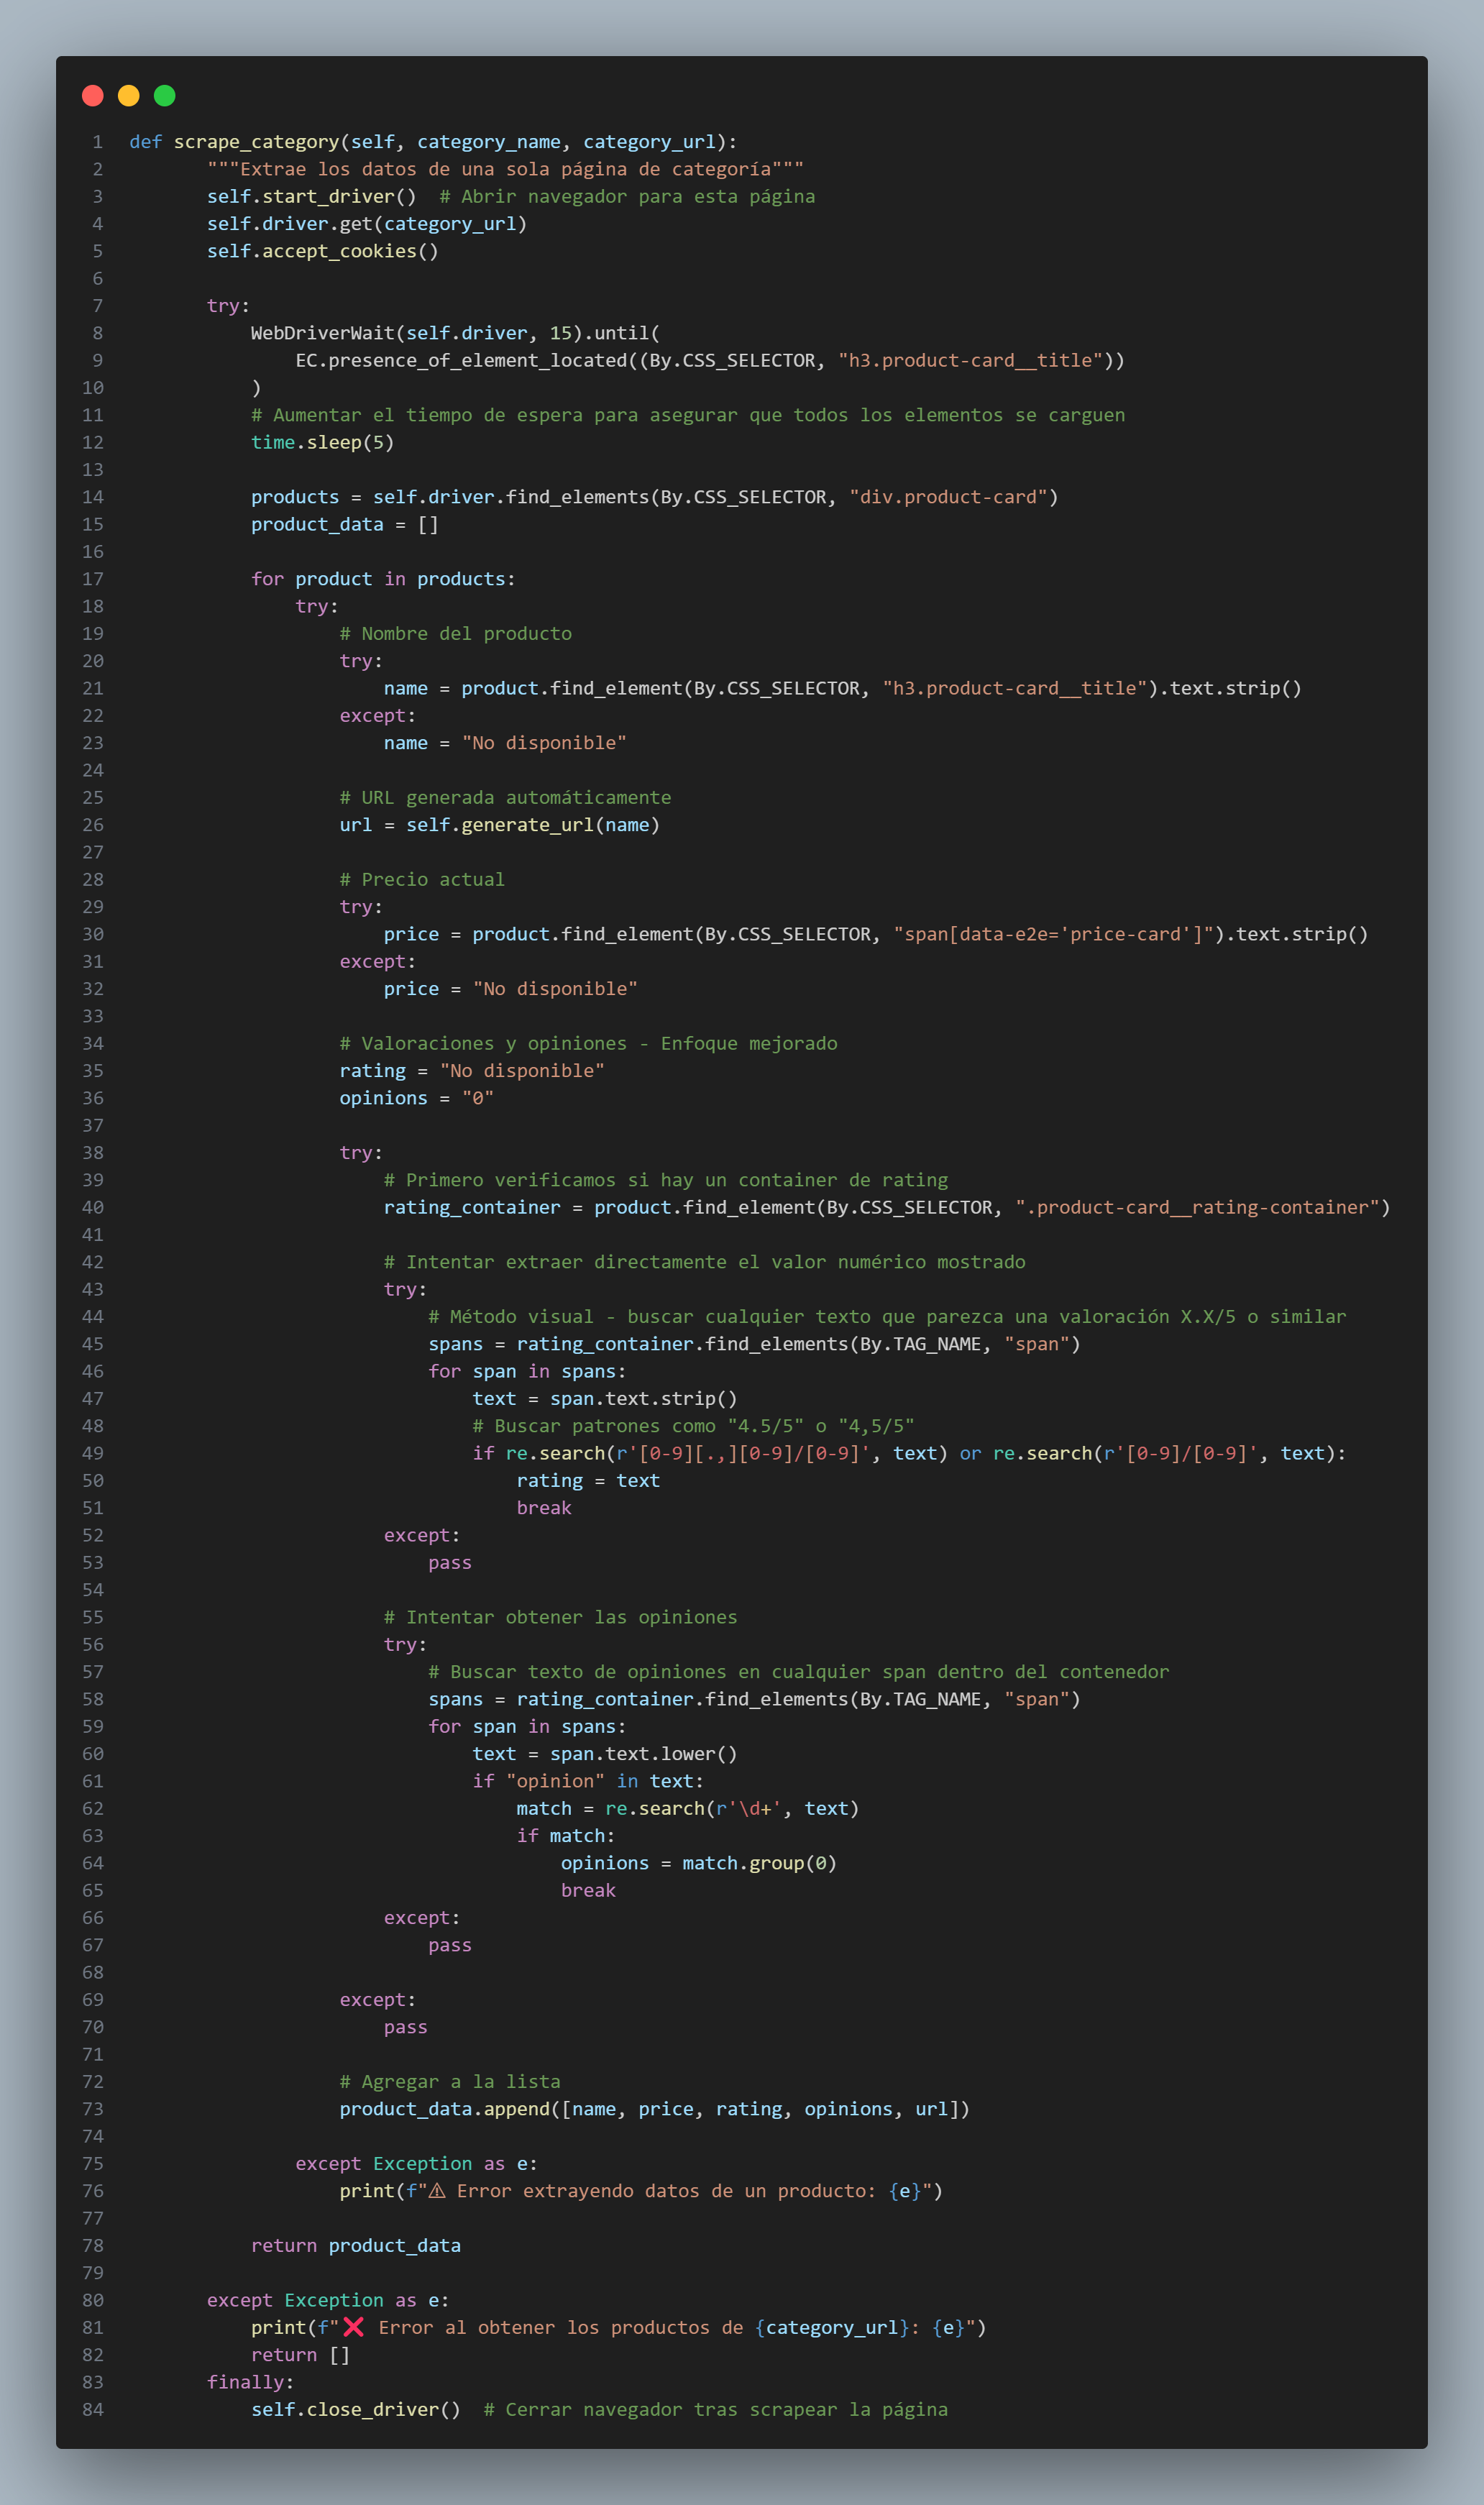 1 def scrape_category(self, category_name, category_url):
2 """Extrae los datos de una sola página de categoría"""
3 self.start_driver()  # Abrir navegador para esta página
4 self.driver.get(category_url)
5 self.accept_cookies()
6
7 try:
8 WebDriverWait(self.driver, 15).until(
9 EC.presence_of_element_located((By.CSS_SELECTOR, "h3.product-card__title"))
10 )
11 # Aumentar el tiempo de espera para asegurar que todos los elementos se carguen
12 time.sleep(5)
13
14 products = self.driver.find_elements(By.CSS_SELECTOR, "div.product-card")
15 product_data = []
16
17 for product in products:
18 try:
19 # Nombre del producto
20 try:
21 name = product.find_element(By.CSS_SELECTOR, "h3.product-card__title").text.strip()
22 except:
23 name = "No disponible"
24
25 # URL generada automáticamente
26 url = self.generate_url(name)
27
28 # Precio actual
29 try:
30 price = product.find_element(By.CSS_SELECTOR, "span[data-e2e='price-card']").text.strip()
31 except:
32 price = "No disponible"
33
34 # Valoraciones y opiniones - Enfoque mejorado
35 rating = "No disponible"
36 opinions = "0"
37
38 try:
39 # Primero verificamos si hay un container de rating
40 rating_container = product.find_element(By.CSS_SELECTOR, ".product-card__rating-container")
41
42 # Intentar extraer directamente el valor numérico mostrado
43 try:
44 # Método visual - buscar cualquier texto que parezca una valoración X.X/5 o similar
45 spans = rating_container.find_elements(By.TAG_NAME, "span")
46 for span in spans:
47 text = span.text.strip()
48 # Buscar patrones como "4.5/5" o "4,5/5"
49 if re.search(r'[0-9][.,][0-9]/[0-9]', text) or re.search(r'[0-9]/[0-9]', text):
50 rating = text
51 break
52 except:
53 pass
54
55 # Intentar obtener las opiniones
56 try:
57 # Buscar texto de opiniones en cualquier span dentro del contenedor
58 spans = rating_container.find_elements(By.TAG_NAME, "span")
59 for span in spans:
60 text = span.text.lower()
61 if "opinion" in text:
62 match = re.search(r'\d+', text)
63 if match:
64 opinions = match.group(0)
65 break
66 except:
67 pass
68
69 except:
70 pass
71
72 # Agregar a la lista
73 product_data.append([name, price, rating, opinions, url])
74
75 except Exception as e:
76 print(f"⚠ Error extrayendo datos de un producto: {e}")
77
78 return product_data
79
80 except Exception as e:
81 print(f"❌ Error al obtener los productos de {category_url}: {e}")
82 return []
83 finally:
84 self.close_driver()  # Cerrar navegador tras scrapear la página